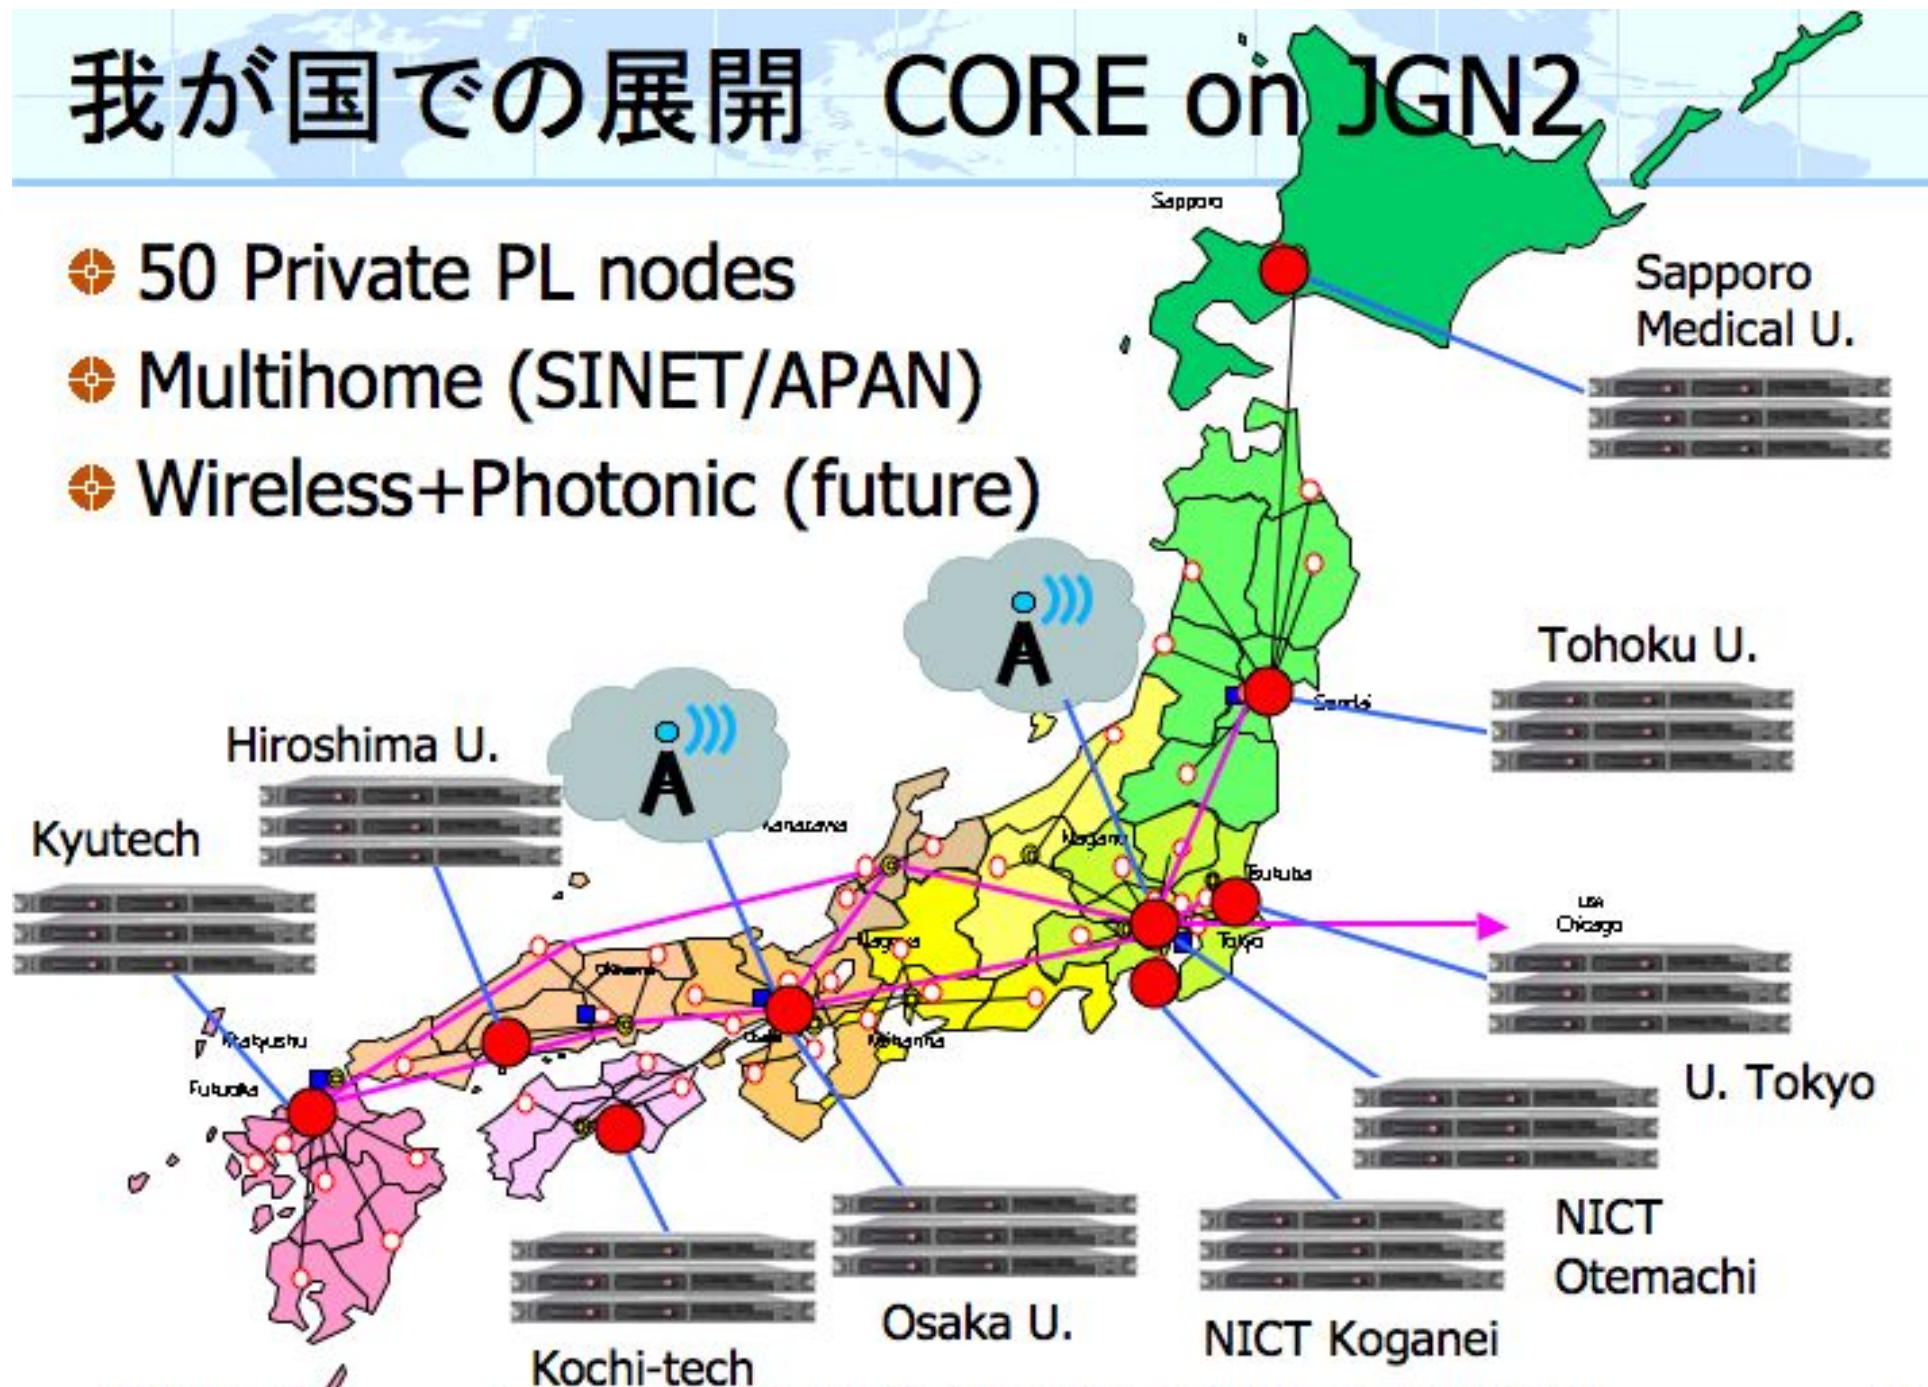 我が国での展開 CORE on JGN2
50 Private PL nodes
Multihome (SINET/APAN)
Wireless+Photonic (future)
Sapporo
Sapporo
Medical U.
Tohoku U.
Sendai
Hiroshima U.
Kyutech
Kanazawa
Nagano
Tsukuba
USA
Chicago
Nagoya
Tokyo
Okayama
Osaka
Kitakyushu
Fukuoka
U. Tokyo
NICT
Otemachi
NICT Koganei
Osaka U.
Kochi-tech